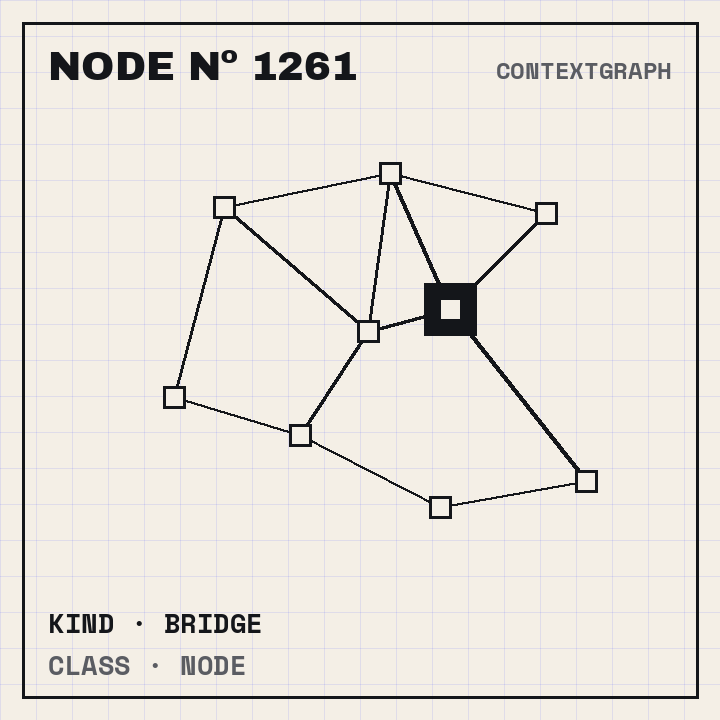 NODE Nº 1261
CONTEXTGRAPH
KIND · BRIDGE
CLASS · NODE